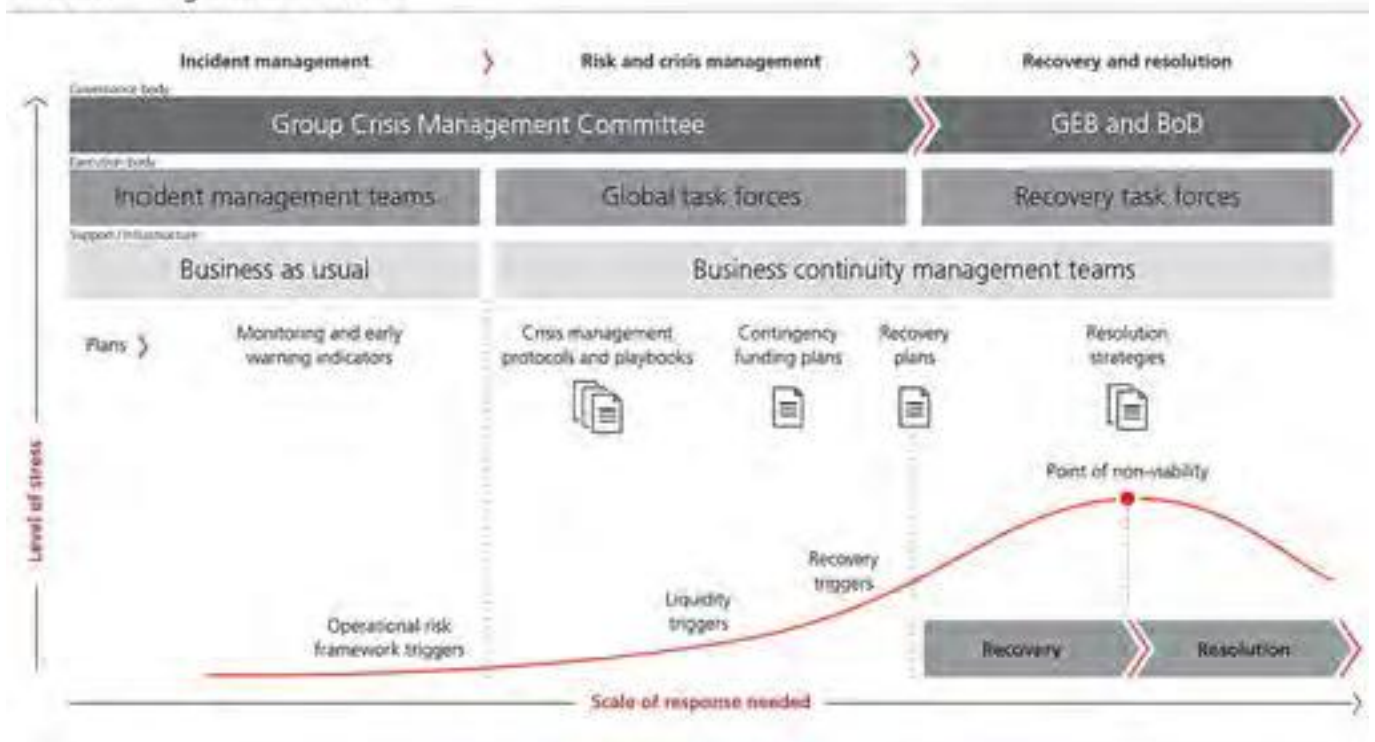 Incident management
Risk and crisis management
Recovery and resolution
Governance body
Group Crisis Management Committee
GEB and BoD
Execution body
Incident management teams
Global task forces
Recovery task forces
Support / Infrastructure
Business as usual
Business continuity management teams
Plans
Monitoring and early
warning indicators
Crisis management
protocols and playbooks
Contingency
funding plans
Recovery
plans
Resolution
strategies
Level of stress
Point of non-viability
Recovery
triggers
Liquidity
triggers
Operational risk
framework triggers
Recovery
Resolution
Scale of response needed